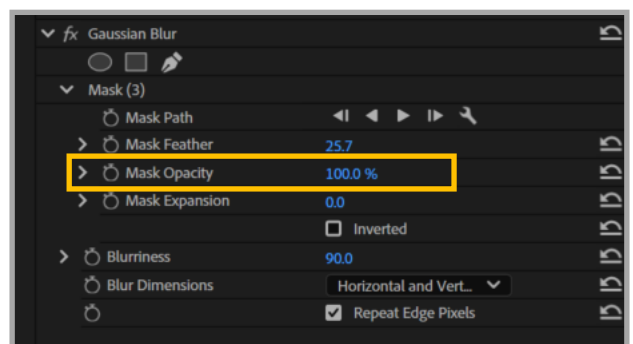 fx Gaussian Blur
Mask (3)
Mask Path
Mask Feather 25.7
Mask Opacity 100.0 %
Mask Expansion 0.0
Inverted
Blurriness 90.0
Blur Dimensions Horizontal and Vert...
Repeat Edge Pixels